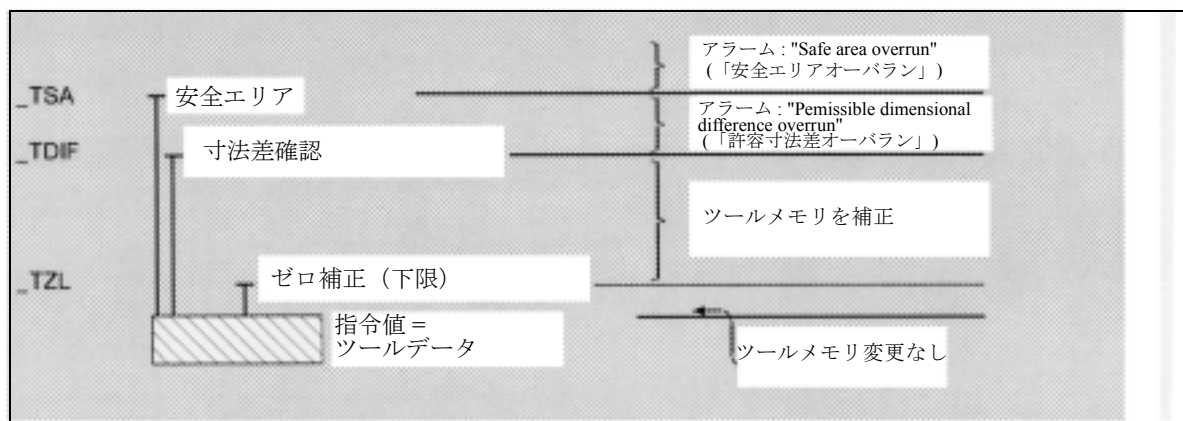 アラーム : "Safe area overrun"
(「安全エリアオーバラン」)
_TSA
安全エリア
アラーム : "Pemissible dimensional
difference overrun"
(「許容寸法差オーバラン」)
_TDIF
寸法差確認
ツールメモリを補正
_TZL
ゼロ補正（下限）
指令値 =
ツールデータ
ツールメモリ変更なし